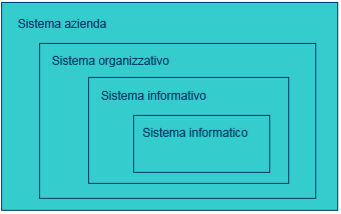 Sistema azienda
Sistema organizzativo
Sistema informativo
Sistema informatico